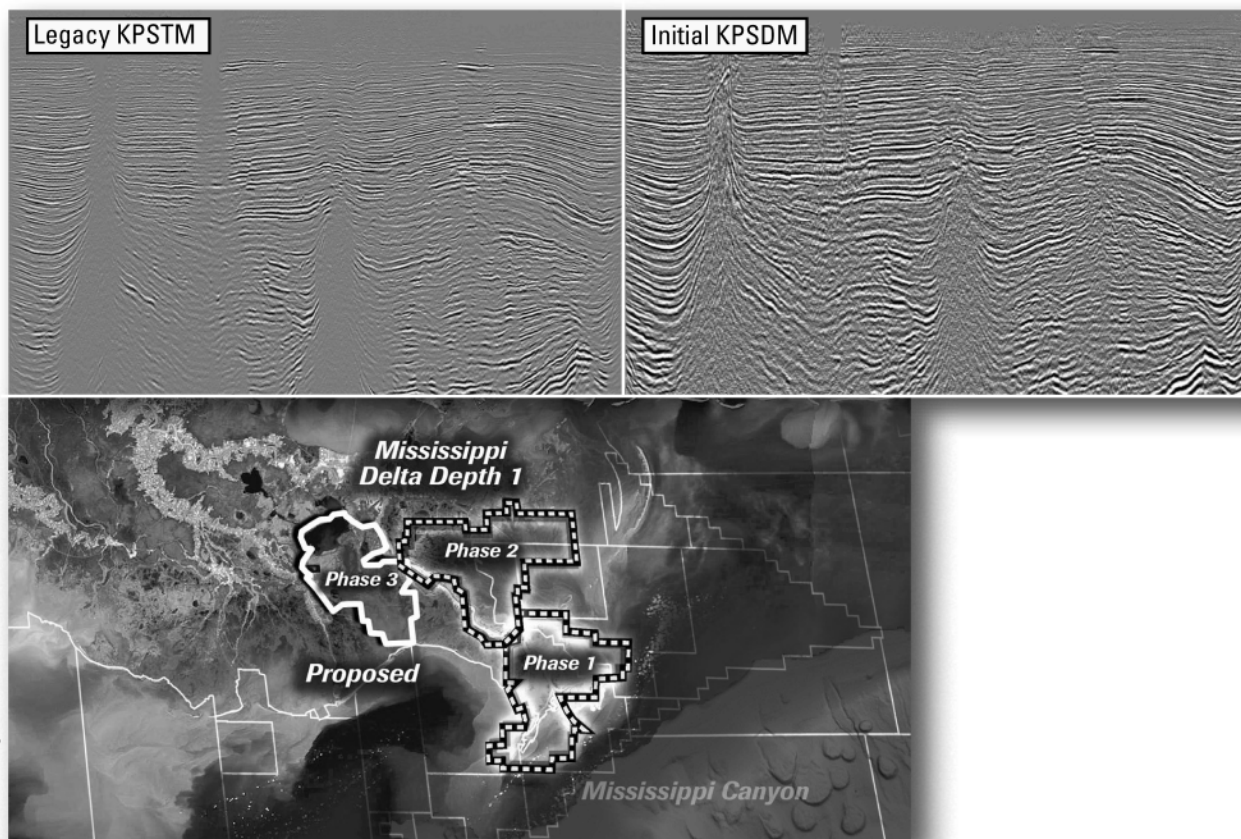 Legacy KPSTM
Initial KPSDM
Mississippi
Delta Depth 1
Phase 2
Phase 3
Phase 1
Proposed
Mississippi Canyon